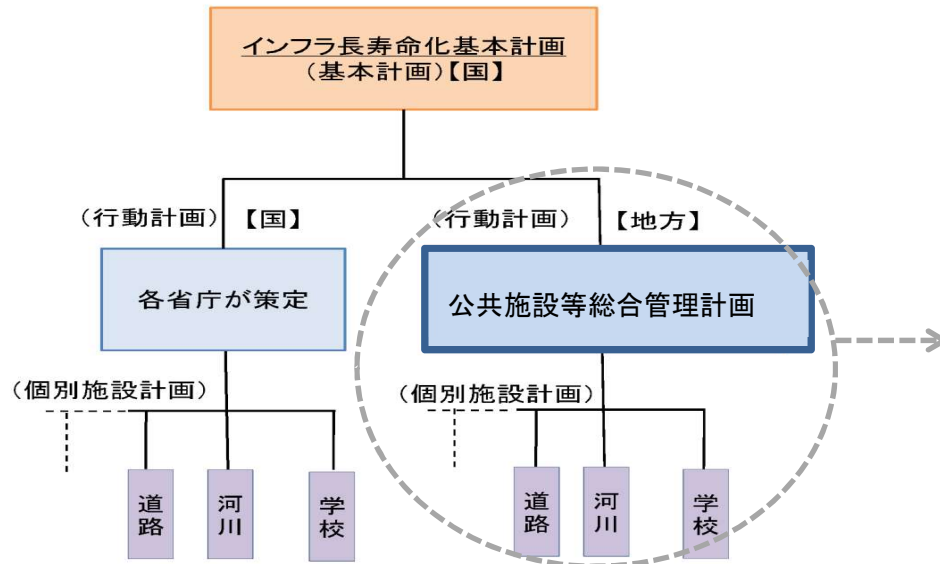 インフラ長寿命化基本計画
(基本計画)【国】
(行動計画)【国】
(行動計画)【地方】
各省庁が策定
公共施設等総合管理計画
(個別施設計画)
(個別施設計画)
道路
河川
学校
道路
河川
学校